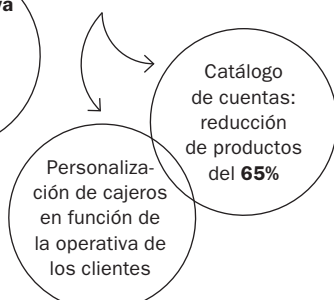 va
Catálogo
de cuentas:
reducción
de productos
del 65%
Personaliza-
ción de cajeros
en función de
la operativa de
los clientes